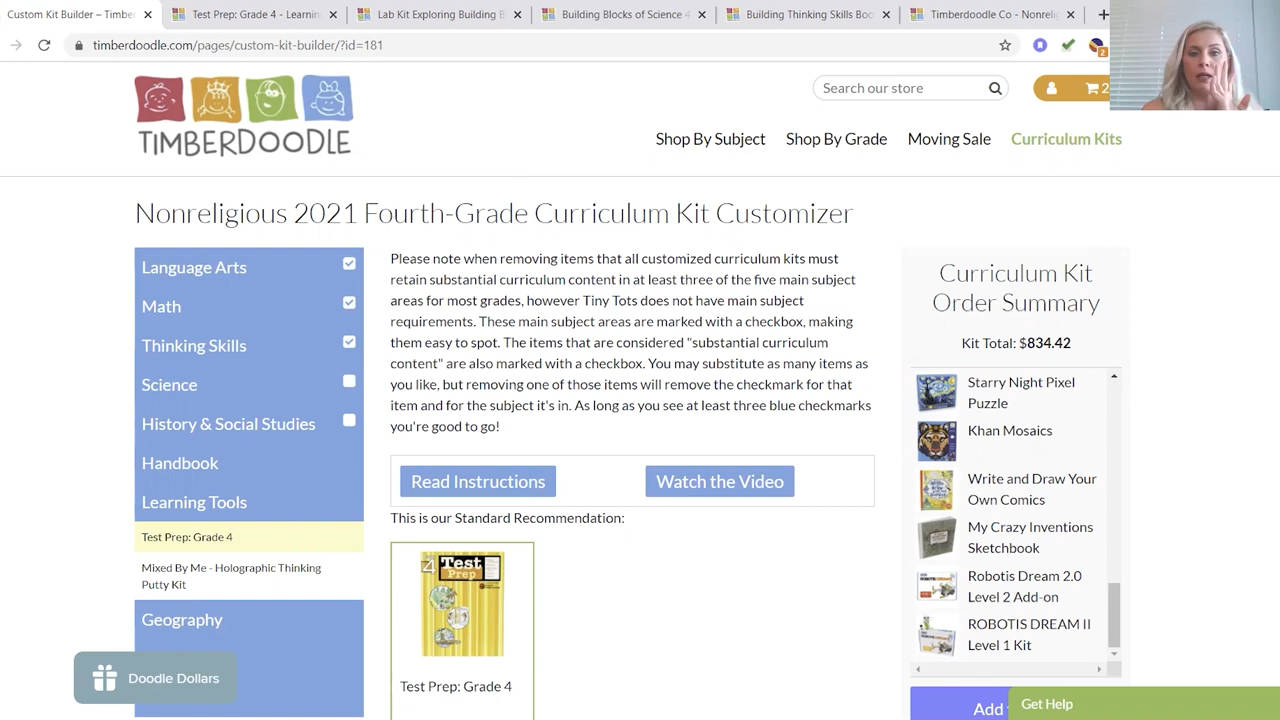 Custom Kit Builder – Timbe
Test Prep: Grade 4 - Learnin
Lab Kit Exploring Building B
Building Blocks of Science 4
Building Thinking Skills Boo
Timberdoodle Co - Nonreli
timberdoodle.com/pages/custom-kit-builder/?id=181
2
TIMBERDOODLE
Search our store
2
Shop By Subject
Shop By Grade
Moving Sale
Curriculum Kits
Nonreligious 2021 Fourth-Grade Curriculum Kit Customizer
Language Arts
Math
Thinking Skills
Science
History & Social Studies
Handbook
Learning Tools
Test Prep: Grade 4
Mixed By Me - Holographic Thinking
Putty Kit
Geography
Doodle Dollars
Please note when removing items that all customized curriculum kits must
retain substantial curriculum content in at least three of the five main subject
areas for most grades, however Tiny Tots does not have main subject
requirements. These main subject areas are marked with a checkbox, making
them easy to spot. The items that are considered "substantial curriculum
content" are also marked with a checkbox. You may substitute as many items as
you like, but removing one of those items will remove the checkmark for that
item and for the subject it's in. As long as you see at least three blue checkmarks
you're good to go!
Read Instructions
Watch the Video
This is our Standard Recommendation:
4
Test
Prep
Test Prep: Grade 4
Curriculum Kit
Order Summary
Kit Total: $834.42
Starry Night Pixel
Puzzle
Khan Mosaics
Write and Draw Your
Own Comics
My Crazy Inventions
Sketchbook
Robotis Dream 2.0
Level 2 Add-on
ROBOTIS DREAM II
Level 1 Kit
Add
Get Help